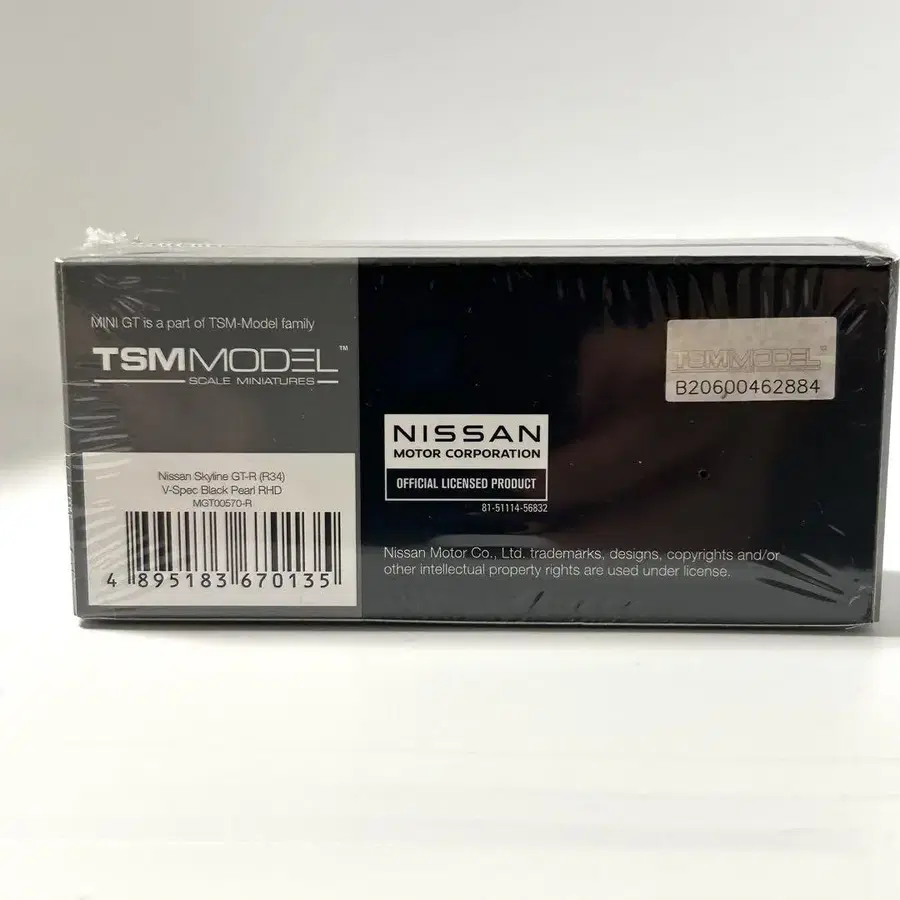 MINI GT is a part of TSM-Model family
TSMMODEL™
SCALE MINIATURES
Nissan Skyline GT-R (R34)
V-Spec Black Pearl RHD
MGT00570-R
4 895183 670135
NISSAN
MOTOR CORPORATION
OFFICIAL LICENSED PRODUCT
81-51114-56832
Nissan Motor Co., Ltd. trademarks, designs, copyrights and/or
other intellectual property rights are used under license.
TSMMODEL
B20600462884